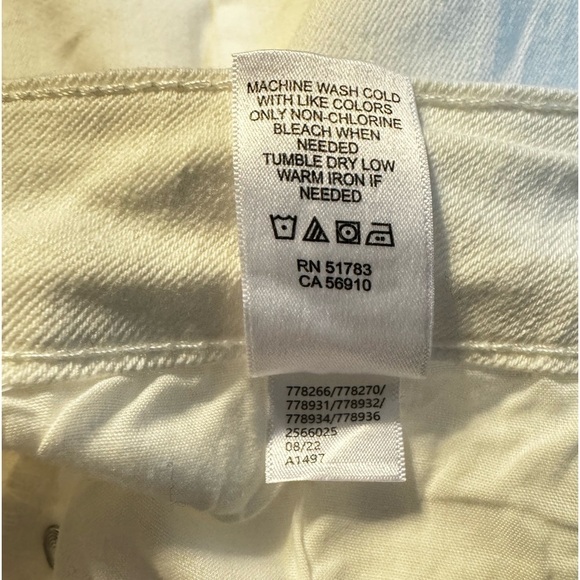 MACHINE WASH COLD
WITH LIKE COLORS
ONLY NON-CHLORINE
BLEACH WHEN
NEEDED
TUMBLE DRY LOW
WARM IRON IF
NEEDED
RN 51783
CA 56910
778266/778270/
778931/778932/
778934/778936
2566025
08/22
A1497